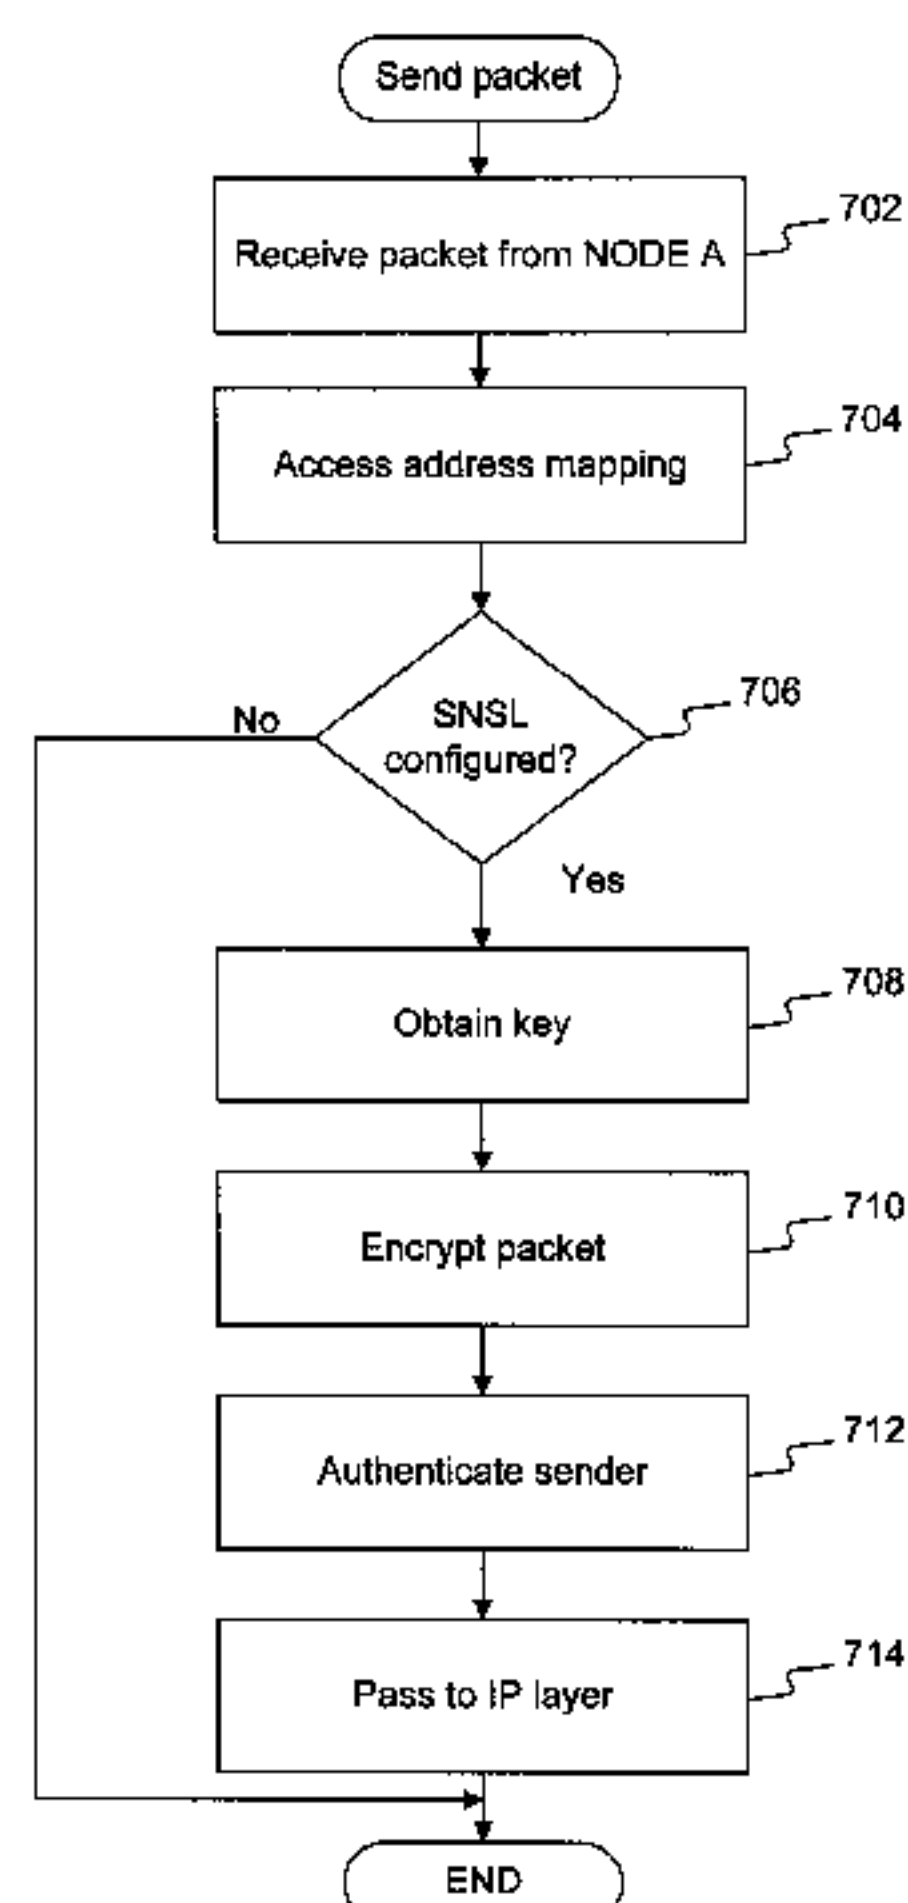 Send packet
Receive packet from NODE A
702
Access address mapping
704
SNSL
configured?
706
No
Yes
Obtain key
708
Encrypt packet
710
Authenticate sender
712
Pass to IP layer
714
END